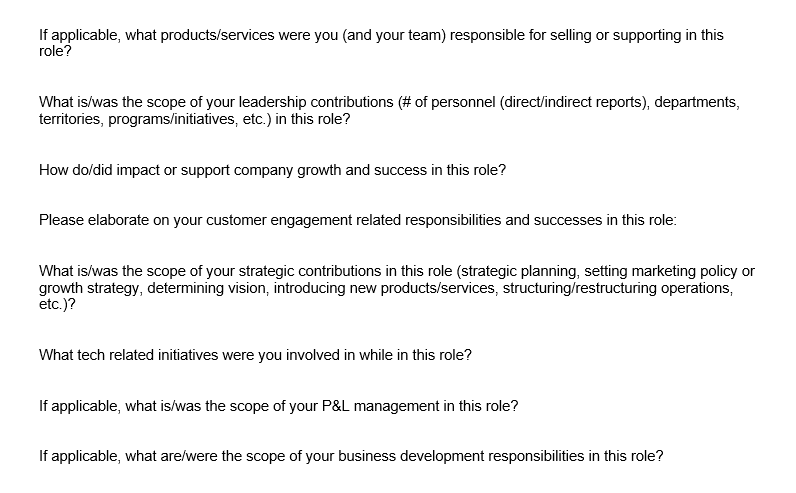 If applicable, what products/services were you (and your team) responsible for selling or supporting in this
role?
What is/was the scope of your leadership contributions (# of personnel (direct/indirect reports), departments,
territories, programs/initiatives, etc.) in this role?
How do/did impact or support company growth and success in this role?
Please elaborate on your customer engagement related responsibilities and successes in this role:
What is/was the scope of your strategic contributions in this role (strategic planning, setting marketing policy or
growth strategy, determining vision, introducing new products/services, structuring/restructuring operations,
etc.)?
What tech related initiatives were you involved in while in this role?
If applicable, what is/was the scope of your P&L management in this role?
If applicable, what are/were the scope of your business development responsibilities in this role?